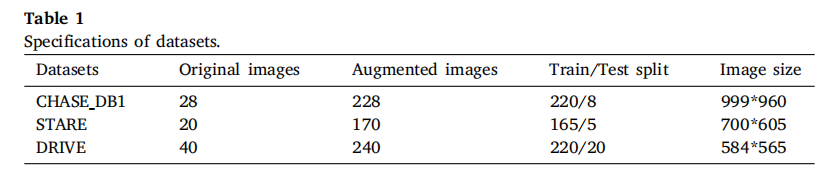 Table 1
Specifications of datasets.
Datasets Original images Augmented images Train/Test split Image size
CHASE_DB1 28 228 220/8 999*960
STARE 20 170 165/5 700*605
DRIVE 40 240 220/20 584*565